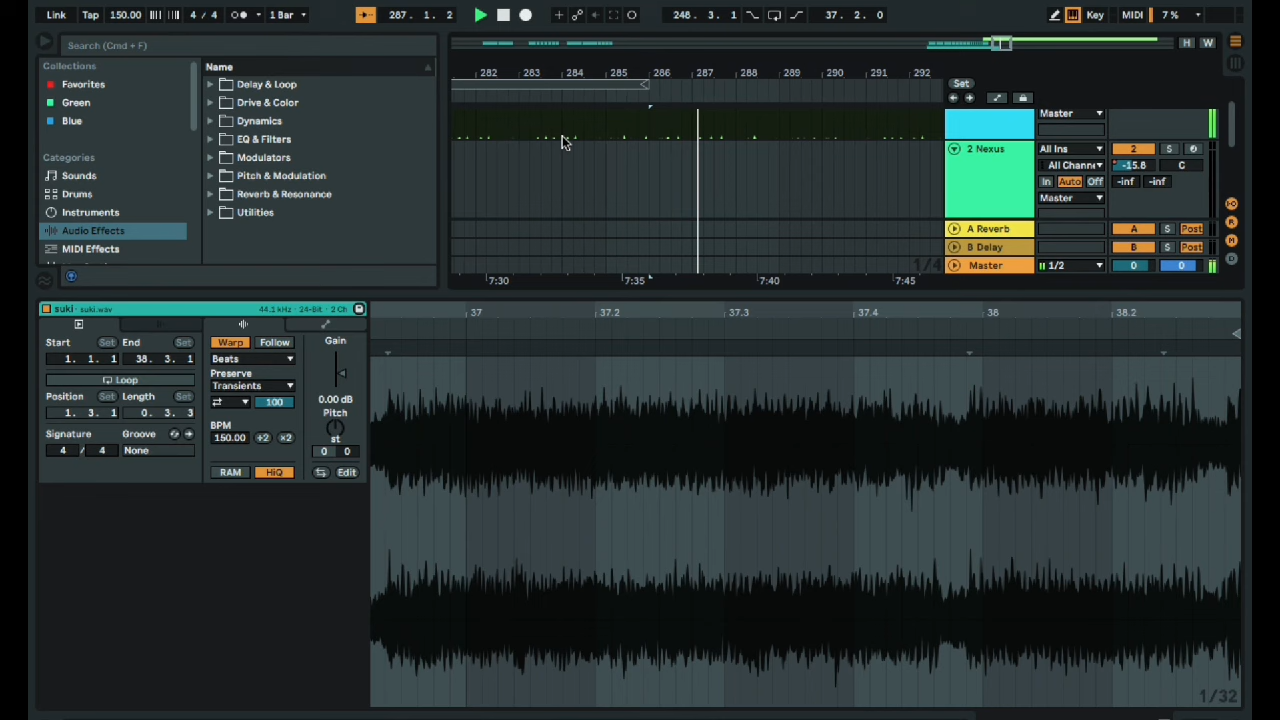 Link Tap 150.00 4 / 4 1 Bar 287. 1. 2 248. 3. 1 37. 2. 0 Key MIDI 7 %
Search (Cmd + F)
H W
Collections
Favorites
Green
Blue
Categories
Sounds
Drums
Instruments
Audio Effects
MIDI Effects
Name
Delay & Loop
Drive & Color
Dynamics
EQ & Filters
Modulators
Pitch & Modulation
Reverb & Resonance
Utilities
282 283 284 285 286 287 288 289 290 291 292
Set
Master
2 Nexus All Ins 2 S
All Channe -15.8 C
In Auto Off -inf -inf
Master
A Reverb A S Post
B Delay B S Post
1/4 Master 1/2 0 0
7:30 7:35 7:40 7:45
IO
R
M
D
suki suki.wav 44.1 kHz 24-Bit 2 Ch
Start Set End Set
1. 1. 1 38. 3. 1
Loop
Position Set Length Set
1. 3. 1 0. 3. 3
Signature Groove
4 / 4 None
Warp Follow
Beats
Preserve
Transients
100
BPM
150.00 ÷2 ×2
RAM HiQ
Gain
0.00 dB
Pitch
st
0 0
Edit
37 37.2 37.3 37.4 38 38.2
1/32